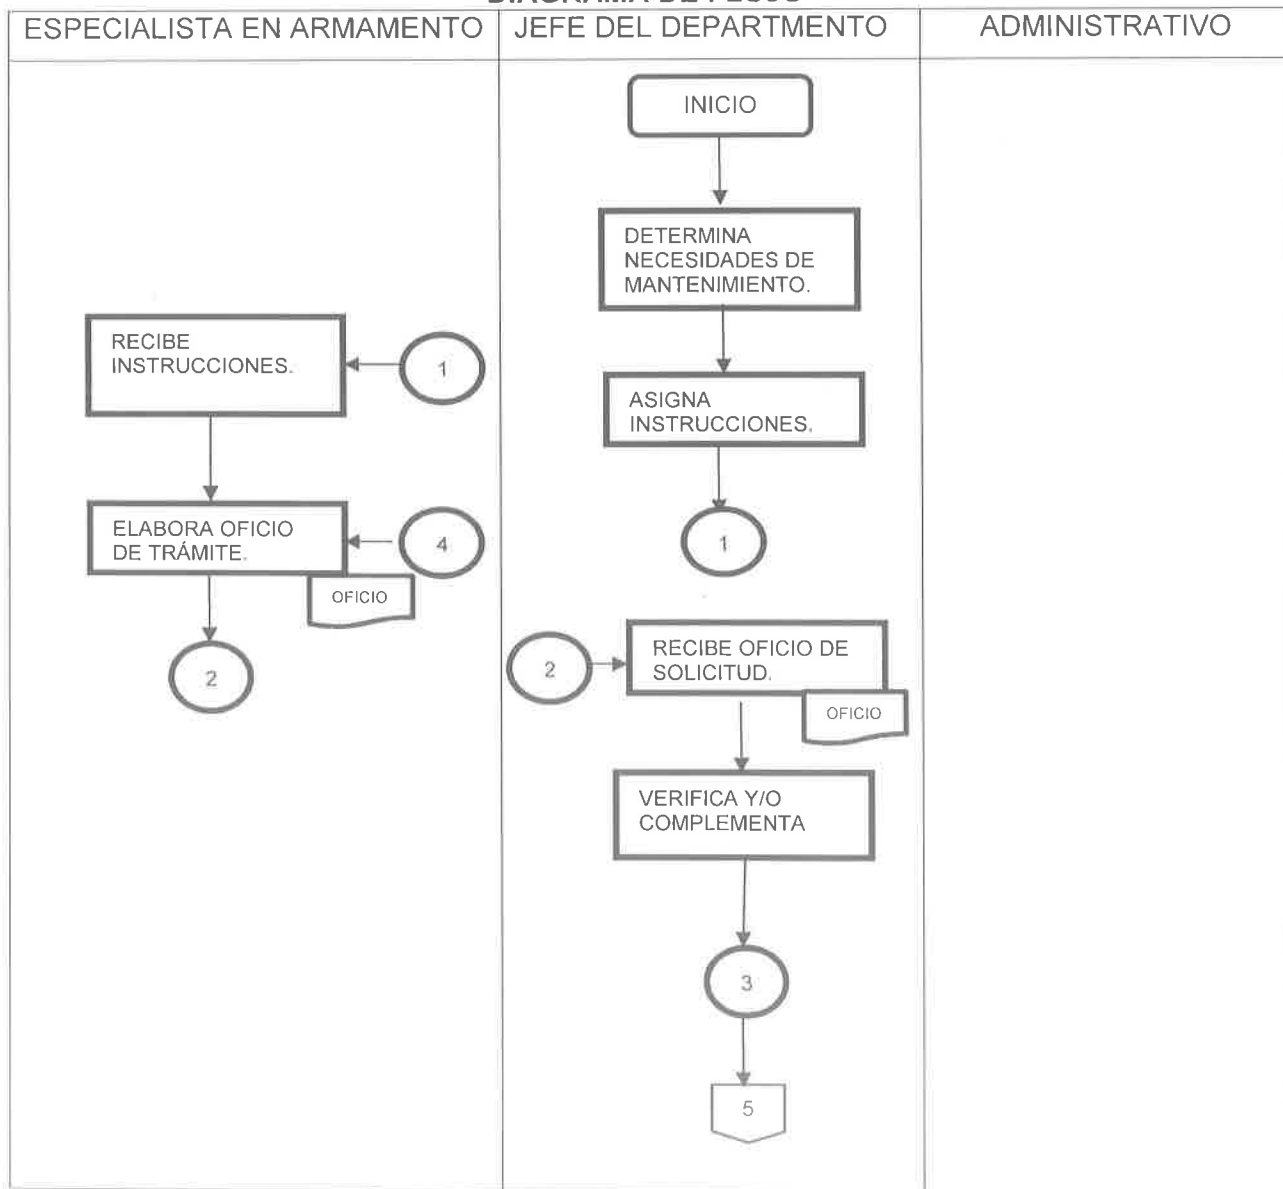 ESPECIALISTA EN ARMAMENTO
JEFE DEL DEPARTMENTO
ADMINISTRATIVO
INICIO
DETERMINA
NECESIDADES DE
MANTENIMIENTO.
ASIGNA
INSTRUCCIONES.
1
RECIBE
INSTRUCCIONES.
1
ELABORA OFICIO
DE TRÁMITE.
4
OFICIO
2
2
RECIBE OFICIO DE
SOLICITUD.
OFICIO
VERIFICA Y/O
COMPLEMENTA
3
5